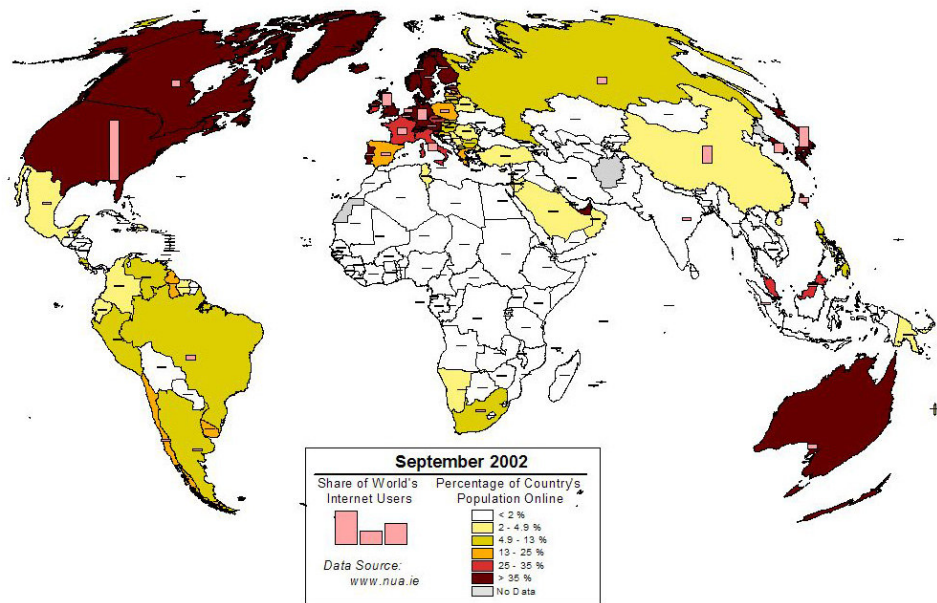 September 2002
Share of World's
Internet Users
Data Source:
www.nua.ie
Percentage of Country's
Population Online
< 2 %
2 - 4.9 %
4.9 - 13 %
13 - 25 %
25 - 35 %
> 35 %
No Data